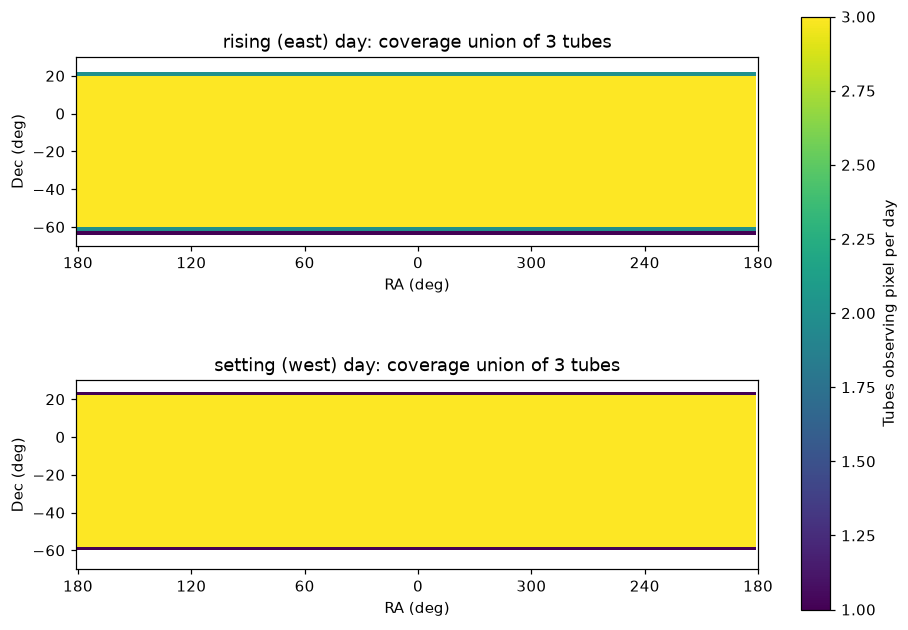 rising (east) day: coverage union of 3 tubes
20
0
−20
−40
−60
Dec (deg)
180 120 60 0 300 240 180
RA (deg)
setting (west) day: coverage union of 3 tubes
20
0
−20
−40
−60
Dec (deg)
180 120 60 0 300 240 180
RA (deg)
3.00
2.75
2.50
2.25
2.00
1.75
1.50
1.25
1.00
Tubes observing pixel per day